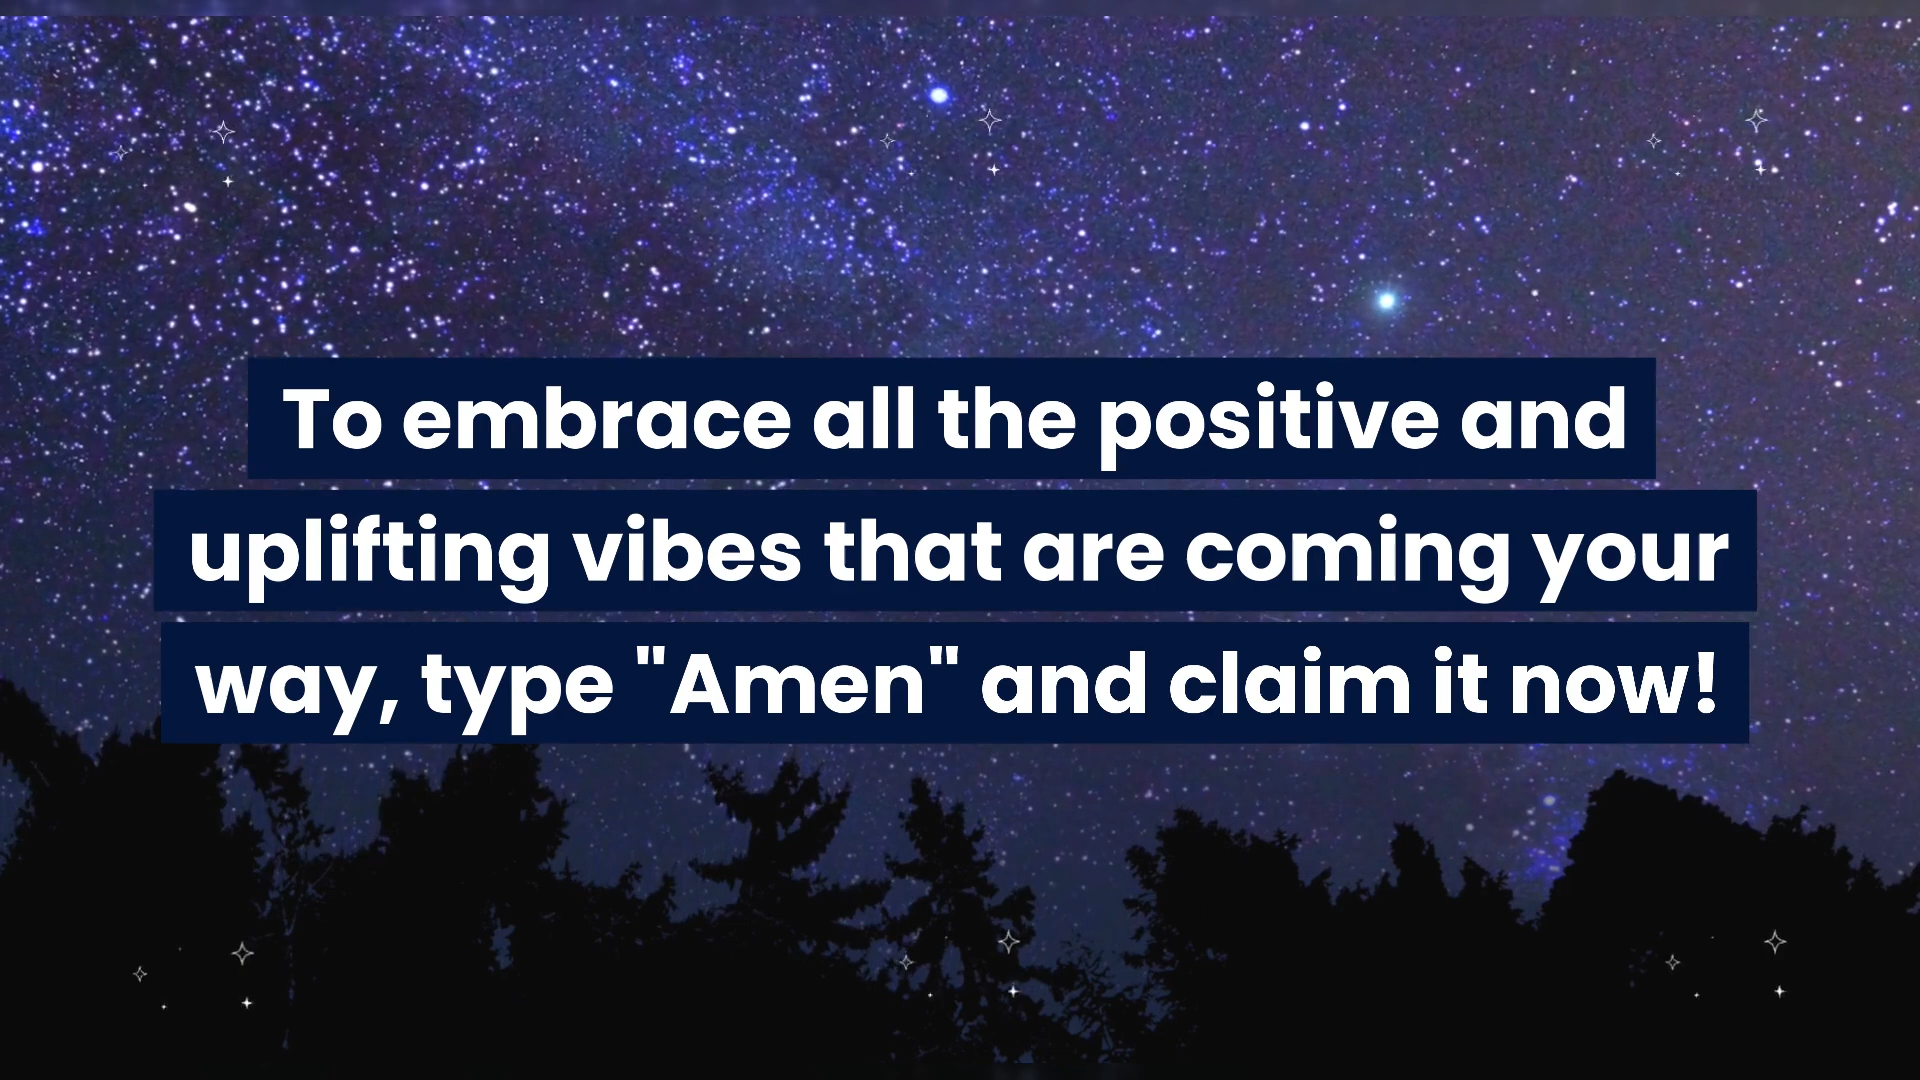 To embrace all the positive and
uplifting vibes that are coming your
way, type "Amen" and claim it now!